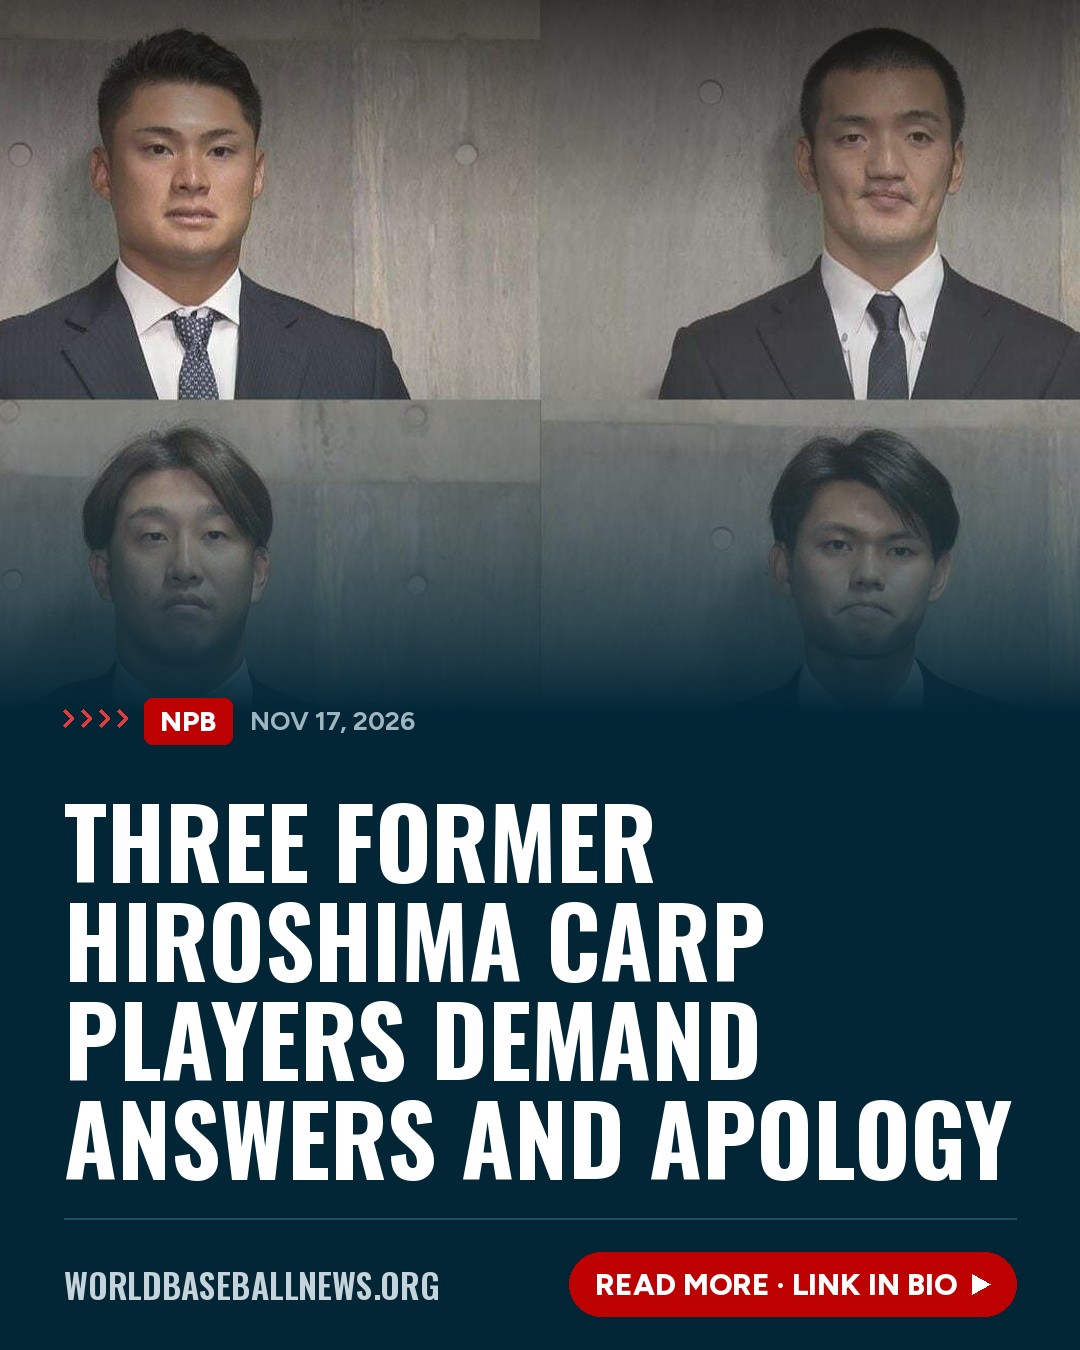 >>>> NPB NOV 17, 2026
THREE FORMER
HIROSHIMA CARP
PLAYERS DEMAND
ANSWERS AND APOLOGY
WORLDBASEBALLNEWS.ORG
READ MORE · LINK IN BIO ▶